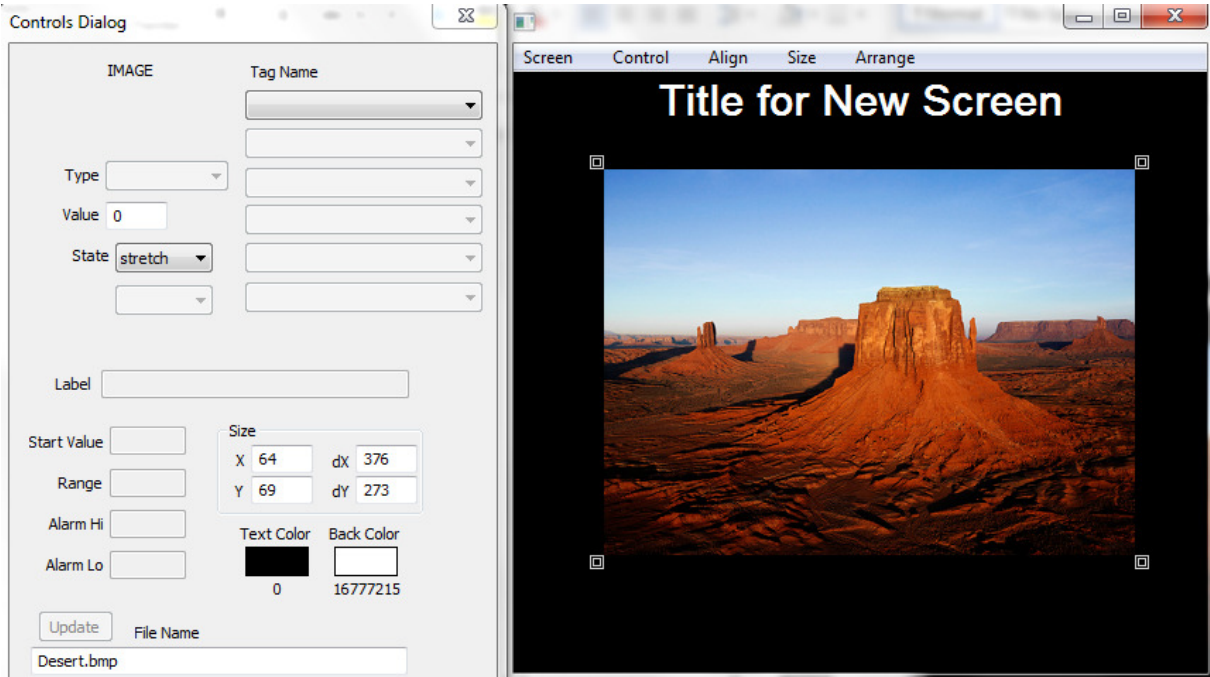 Controls Dialog
IMAGE
Tag Name
Type
Value 0
State stretch
Label
Start Value
Range
Alarm Hi
Alarm Lo
Size
X 64 dX 376
Y 69 dY 273
Text Color Back Color
0 16777215
Update File Name
Desert.bmp
Screen Control Align Size Arrange
Title for New Screen